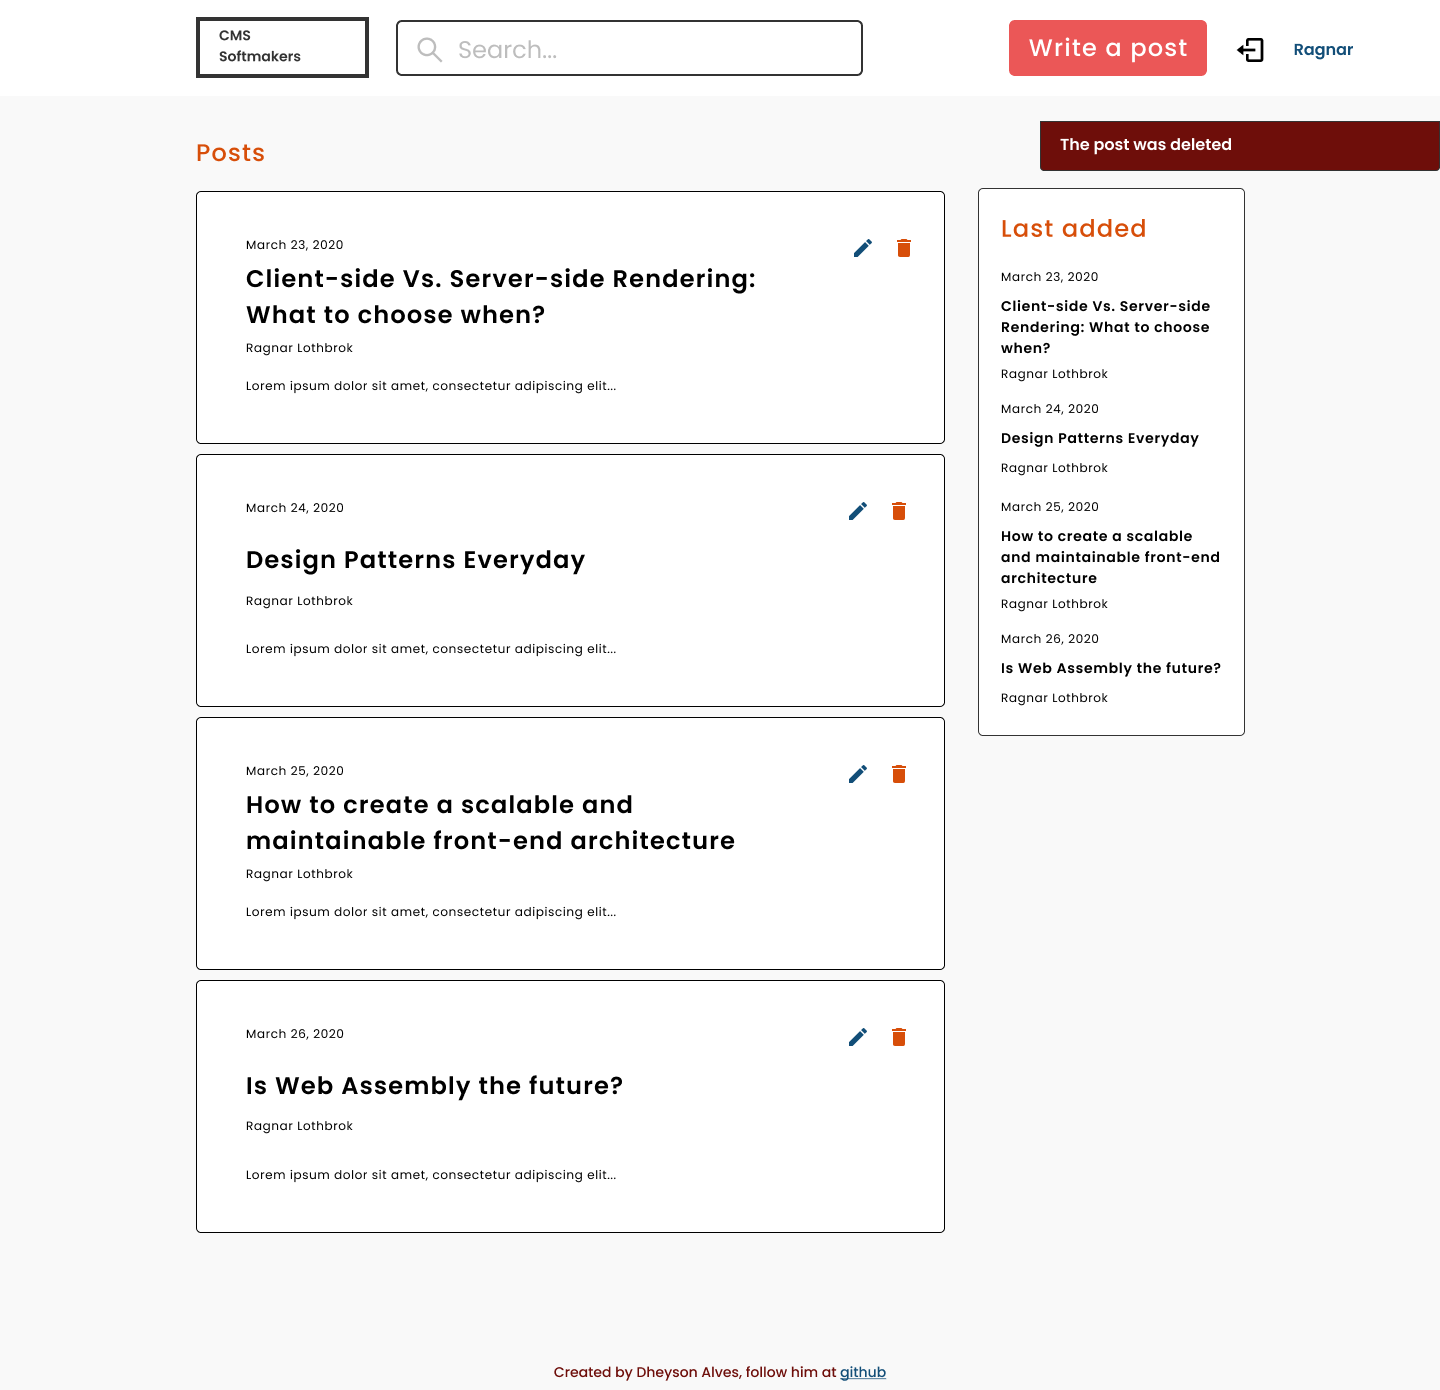 CMS
Softmakers
Search...
Write a post
Ragnar
Posts
The post was deleted
March 23, 2020
Client-side Vs. Server-side Rendering:
What to choose when?
Ragnar Lothbrok
Lorem ipsum dolor sit amet, consectetur adipiscing elit...
March 24, 2020
Design Patterns Everyday
Ragnar Lothbrok
Lorem ipsum dolor sit amet, consectetur adipiscing elit...
March 25, 2020
How to create a scalable and
maintainable front-end architecture
Ragnar Lothbrok
Lorem ipsum dolor sit amet, consectetur adipiscing elit...
March 26, 2020
Is Web Assembly the future?
Ragnar Lothbrok
Lorem ipsum dolor sit amet, consectetur adipiscing elit...
Last added
March 23, 2020
Client-side Vs. Server-side
Rendering: What to choose
when?
Ragnar Lothbrok
March 24, 2020
Design Patterns Everyday
Ragnar Lothbrok
March 25, 2020
How to create a scalable
and maintainable front-end
architecture
Ragnar Lothbrok
March 26, 2020
Is Web Assembly the future?
Ragnar Lothbrok
Created by Dheyson Alves, follow him at github